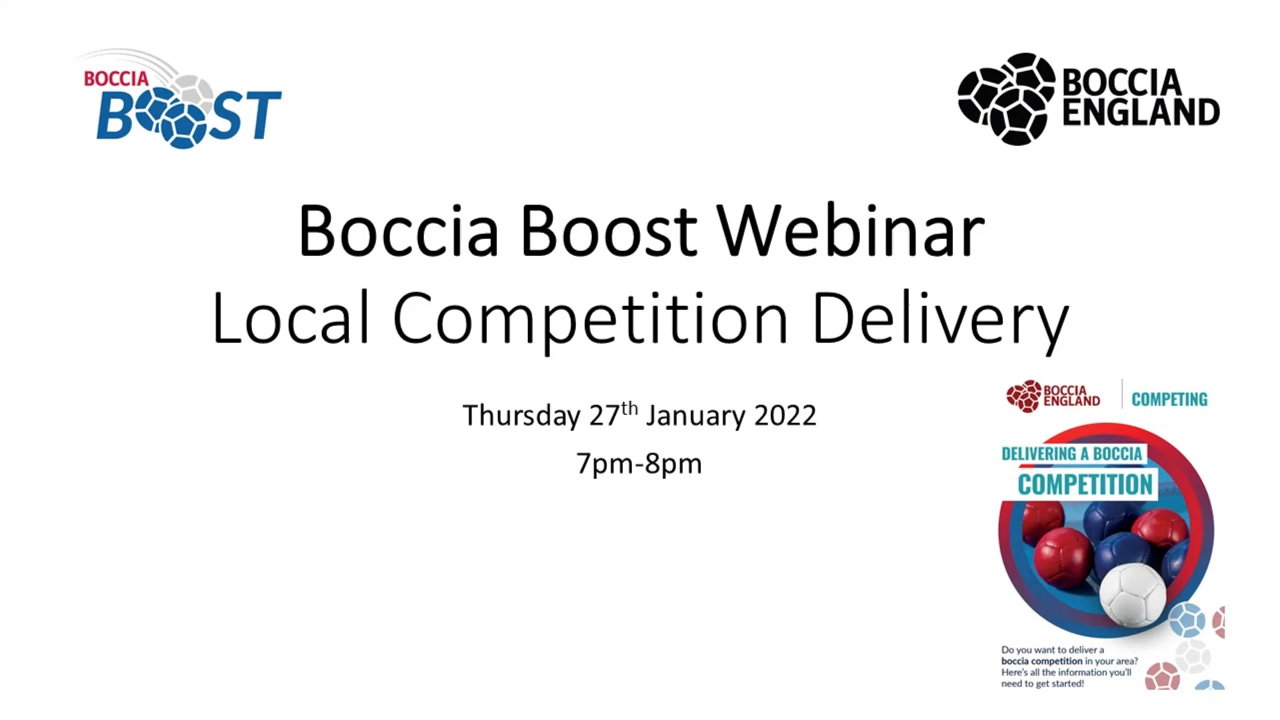 BOCCIA
BOOST
BOCCIA
ENGLAND
Boccia Boost Webinar
Local Competition Delivery
Thursday 27th January 2022
7pm-8pm
BOCCIA
ENGLAND
COMPETING
DELIVERING A BOCCIA
COMPETITION
Do you want to deliver a
boccia competition in your area?
Here's all the information you'll
need to get started!